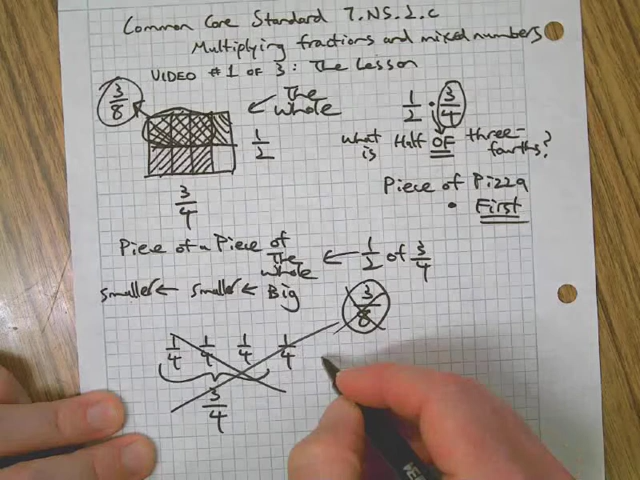 Common Core Standard 7.NS.2.c
Multiplying fractions and mixed numbers
VIDEO #1 OF 3: The Lesson
3/8
The Whole
1/2
3/4
1/2 · 3/4
What is Half OF three-fourths?
Piece of Pizza
• First
Piece of a Piece of The Whole ← 1/2 of 3/4
smaller ← smaller ← Big
3/8
1/4 1/4 1/4 1/4
3/4